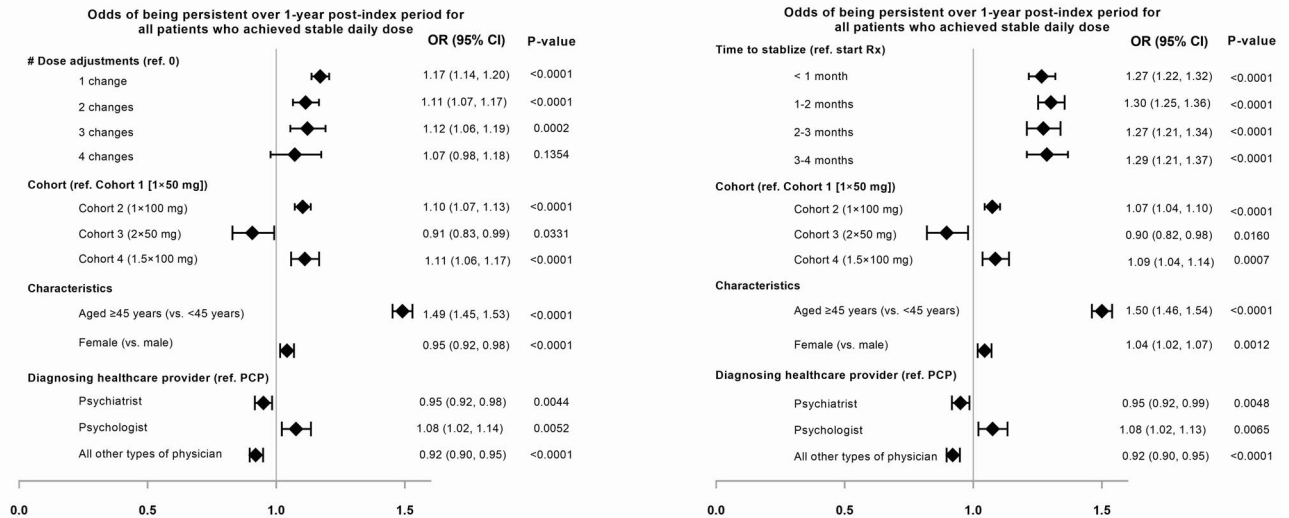 Odds of being persistent over 1-year post-index period for
all patients who achieved stable daily dose
OR (95% CI) P-value
# Dose adjustments (ref. 0)
1 change 1.17 (1.14, 1.20) <0.0001
2 changes 1.11 (1.07, 1.17) <0.0001
3 changes 1.12 (1.06, 1.19) 0.0002
4 changes 1.07 (0.98, 1.18) 0.1354
Cohort (ref. Cohort 1 [1×50 mg])
Cohort 2 (1×100 mg) 1.10 (1.07, 1.13) <0.0001
Cohort 3 (2×50 mg) 0.91 (0.83, 0.99) 0.0331
Cohort 4 (1.5×100 mg) 1.11 (1.06, 1.17) <0.0001
Characteristics
Aged ≥45 years (vs. <45 years) 1.49 (1.45, 1.53) <0.0001
Female (vs. male) 0.95 (0.92, 0.98) <0.0001
Diagnosing healthcare provider (ref. PCP)
Psychiatrist 0.95 (0.92, 0.98) 0.0044
Psychologist 1.08 (1.02, 1.14) 0.0052
All other types of physician 0.92 (0.90, 0.95) <0.0001
0.0 0.5 1.0 1.5
Odds of being persistent over 1-year post-index period for
all patients who achieved stable daily dose
OR (95% CI) P-value
Time to stablize (ref. start Rx)
< 1 month 1.27 (1.22, 1.32) <0.0001
1-2 months 1.30 (1.25, 1.36) <0.0001
2-3 months 1.27 (1.21, 1.34) <0.0001
3-4 months 1.29 (1.21, 1.37) <0.0001
Cohort (ref. Cohort 1 [1×50 mg])
Cohort 2 (1×100 mg) 1.07 (1.04, 1.10) <0.0001
Cohort 3 (2×50 mg) 0.90 (0.82, 0.98) 0.0160
Cohort 4 (1.5×100 mg) 1.09 (1.04, 1.14) 0.0007
Characteristics
Aged ≥45 years (vs. <45 years) 1.50 (1.46, 1.54) <0.0001
Female (vs. male) 1.04 (1.02, 1.07) 0.0012
Diagnosing healthcare provider (ref. PCP)
Psychiatrist 0.95 (0.92, 0.99) 0.0048
Psychologist 1.08 (1.02, 1.13) 0.0065
All other types of physician 0.92 (0.90, 0.95) <0.0001
0.0 0.5 1.0 1.5